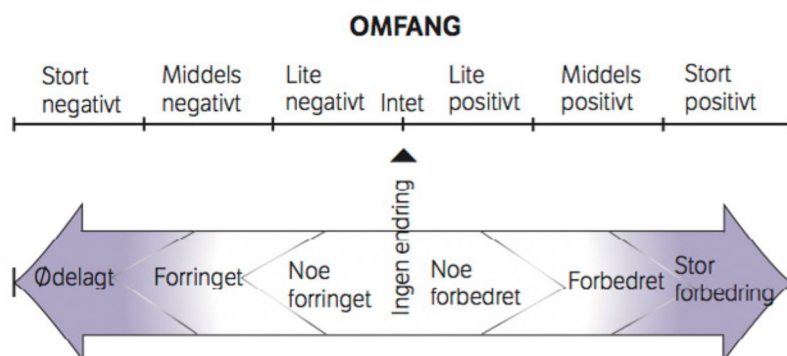 OMFANG
Stort negativt
Middels negativt
Lite negativt
Intet
Lite positivt
Middels positivt
Stort positivt
Ødelagt
Forringet
Noe forringet
Ingen endring
Noe forbedret
Forbedret
Stor forbedring